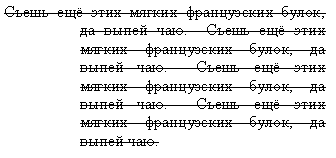 Съешь ещё этих мягких французских булок,
да выпей чаю. Съешь ещё этих
мягких французских булок, да
выпей чаю. Съешь ещё этих
мягких французских булок, да
выпей чаю. Съешь ещё этих
мягких французских булок, да
выпей чаю.